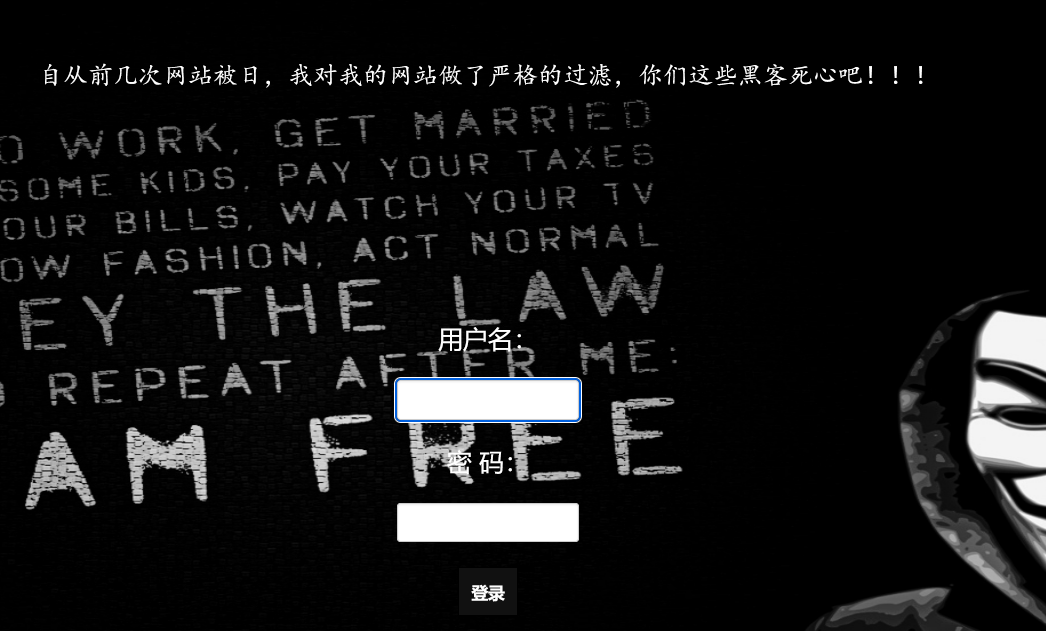 自从前几次网站被日，我对我的网站做了严格的过滤，你们这些黑客死心吧！！！
O WORK, GET MARRIED
SOME KIDS, PAY YOUR TAXES
OUR BILLS, WATCH YOUR TV
OW FASHION, ACT NORMAL
EY THE LAW
REPEAT AFTER ME:
AM FREE
用户名：
密 码：
登录